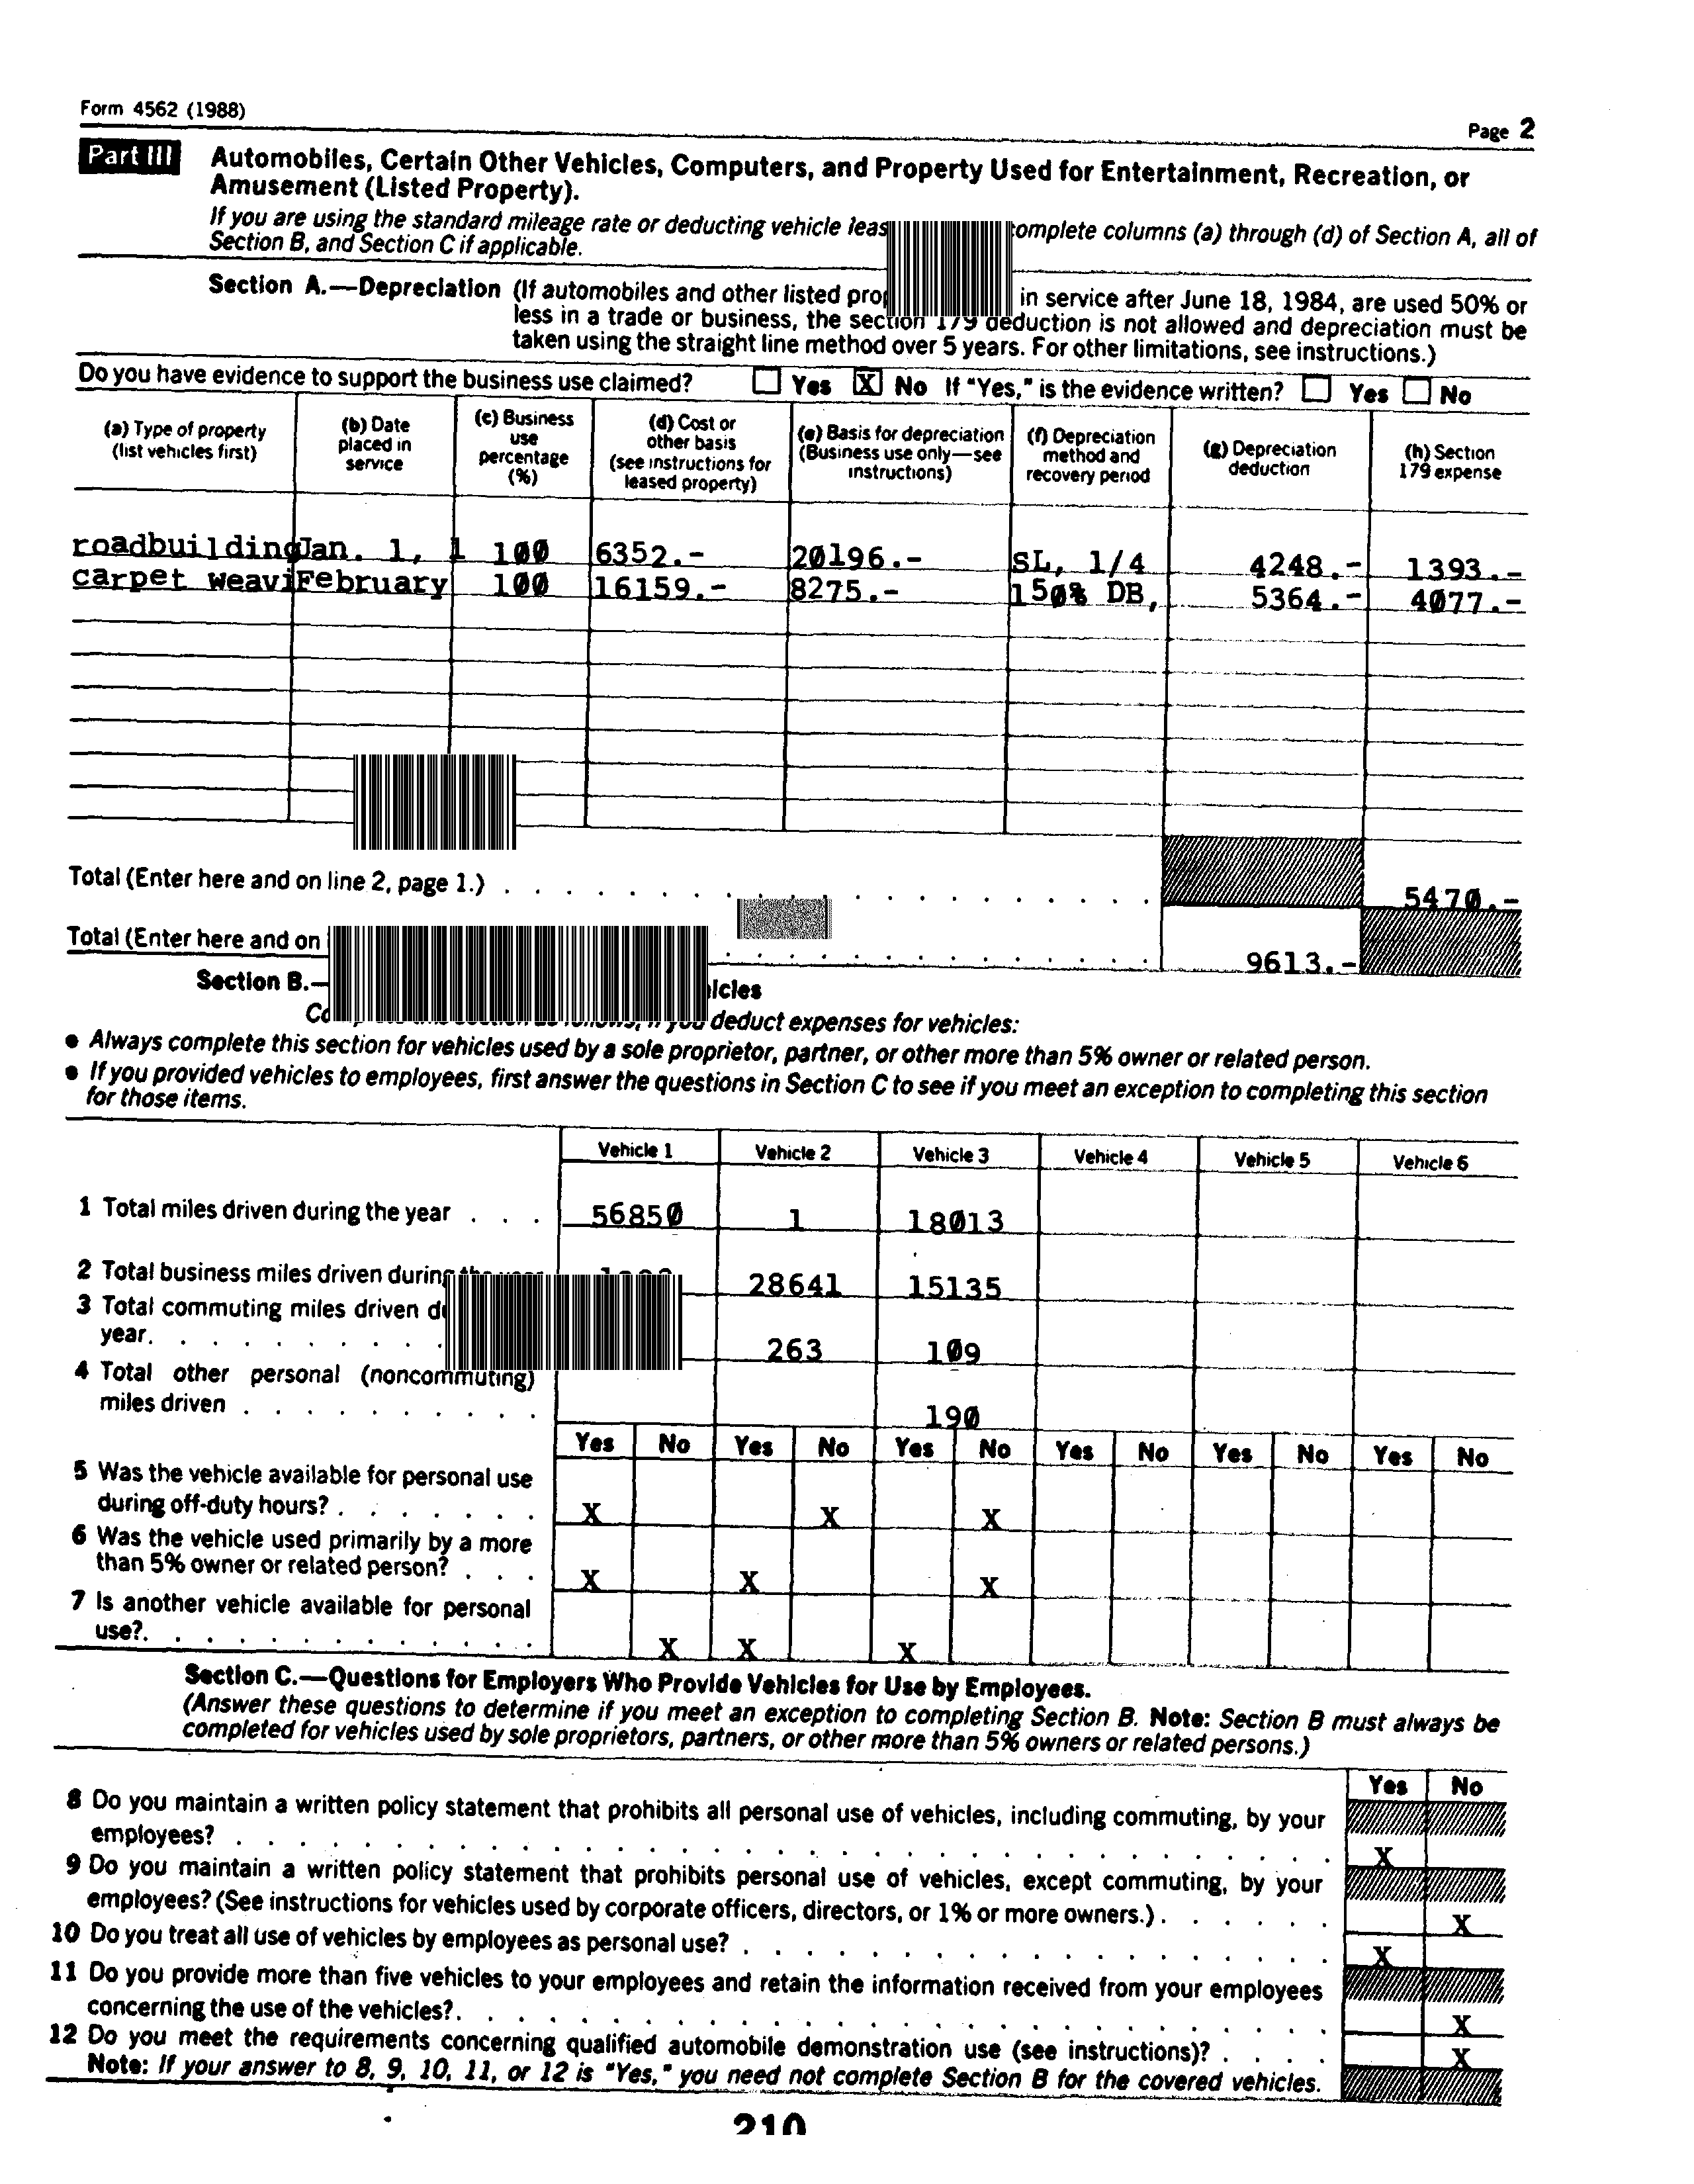 Form 4562 (1988)
Page 2
Part III Automobiles, Certain Other Vehicles, Computers, and Property Used for Entertainment, Recreation, or
Amusement (Listed Property).
If you are using the standard mileage rate or deducting vehicle complete columns (a) through (d) of Section A, all of
Section B, and Section C if applicable.
Section A.—Depreciation (If automobiles and other listed in service after June 18, 1984, are used 50% or
less in a trade or business, the section 179 deduction is not allowed and depreciation must be
taken using the straight line method over 5 years. For other limitations, see instructions.)
Do you have evidence to support the business use claimed? Yes X No If "Yes," is the evidence written? Yes No
(a) Type of property
(list vehicles first)
(b) Date
placed in
service
(c) Business
use
percentage
(%)
(d) Cost or
other basis
(see instructions for
leased property)
(e) Basis for depreciation
(Business use only—see
instructions)
(f) Depreciation
method and
recovery period
(g) Depreciation
deduction
(h) Section
179 expense
roadbuilding Jan. 1, 1 100 6352.- 20196.- SL, 1/4 4248.- 1393.-
carpet weavi February 100 16159.- 8275.- 150% DB, 5364.- 4077.-
Total (Enter here and on line 2, page 1.)
5470.-
Total (Enter here and on
9613.-
Section B.—
deduct expenses for vehicles:
● Always complete this section for vehicles used by a sole proprietor, partner, or other more than 5% owner or related person.
● If you provided vehicles to employees, first answer the questions in Section C to see if you meet an exception to completing this section
for those items.
Vehicle 1 Vehicle 2 Vehicle 3 Vehicle 4 Vehicle 5 Vehicle 6
1 Total miles driven during the year . . . 56850 1 18013
2 Total business miles driven during 28641 15135
3 Total commuting miles driven
year. 263 109
4 Total other personal (noncommuting)
miles driven 190
Yes No Yes No Yes No Yes No Yes No Yes No
5 Was the vehicle available for personal use
during off-duty hours? X X X
6 Was the vehicle used primarily by a more
than 5% owner or related person? X X X
7 Is another vehicle available for personal
use? X X X
Section C.—Questions for Employers Who Provide Vehicles for Use by Employees.
(Answer these questions to determine if you meet an exception to completing Section B. Note: Section B must always be
completed for vehicles used by sole proprietors, partners, or other more than 5% owners or related persons.)
Yes No
8 Do you maintain a written policy statement that prohibits all personal use of vehicles, including commuting, by your
employees? X
9 Do you maintain a written policy statement that prohibits personal use of vehicles, except commuting, by your
employees? (See instructions for vehicles used by corporate officers, directors, or 1% or more owners.) X
10 Do you treat all use of vehicles by employees as personal use? X
11 Do you provide more than five vehicles to your employees and retain the information received from your employees
concerning the use of the vehicles? X
12 Do you meet the requirements concerning qualified automobile demonstration use (see instructions)? X
Note: If your answer to 8, 9, 10, 11, or 12 is "Yes," you need not complete Section B for the covered vehicles.
210